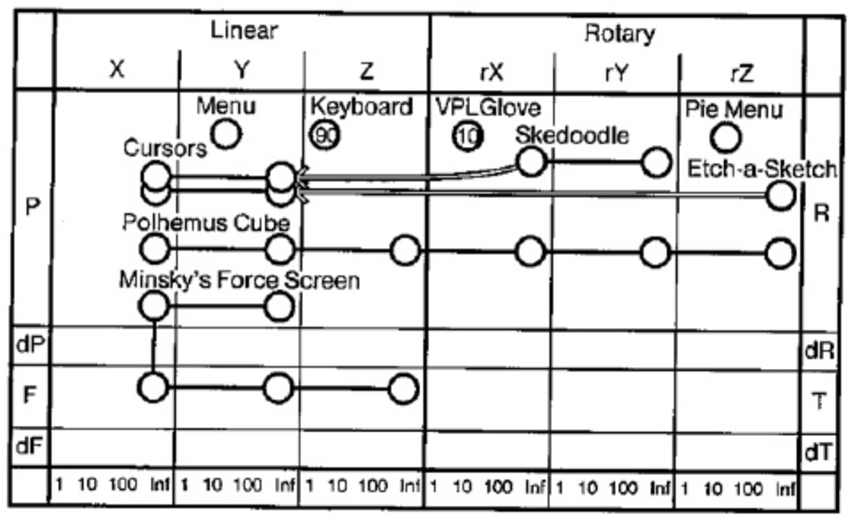 Linear Rotary
X Y Z rX rY rZ
Menu Keyboard VPLGlove Pie Menu
90 10 Skedoodle
Cursors
Etch-a-Sketch
P R
Polhemus Cube
Minsky's Force Screen
dP dR
F T
dF dT
1 10 100 Inf 1 10 100 Inf 1 10 100 Inf 1 10 100 Inf 1 10 100 Inf 1 10 100 Inf